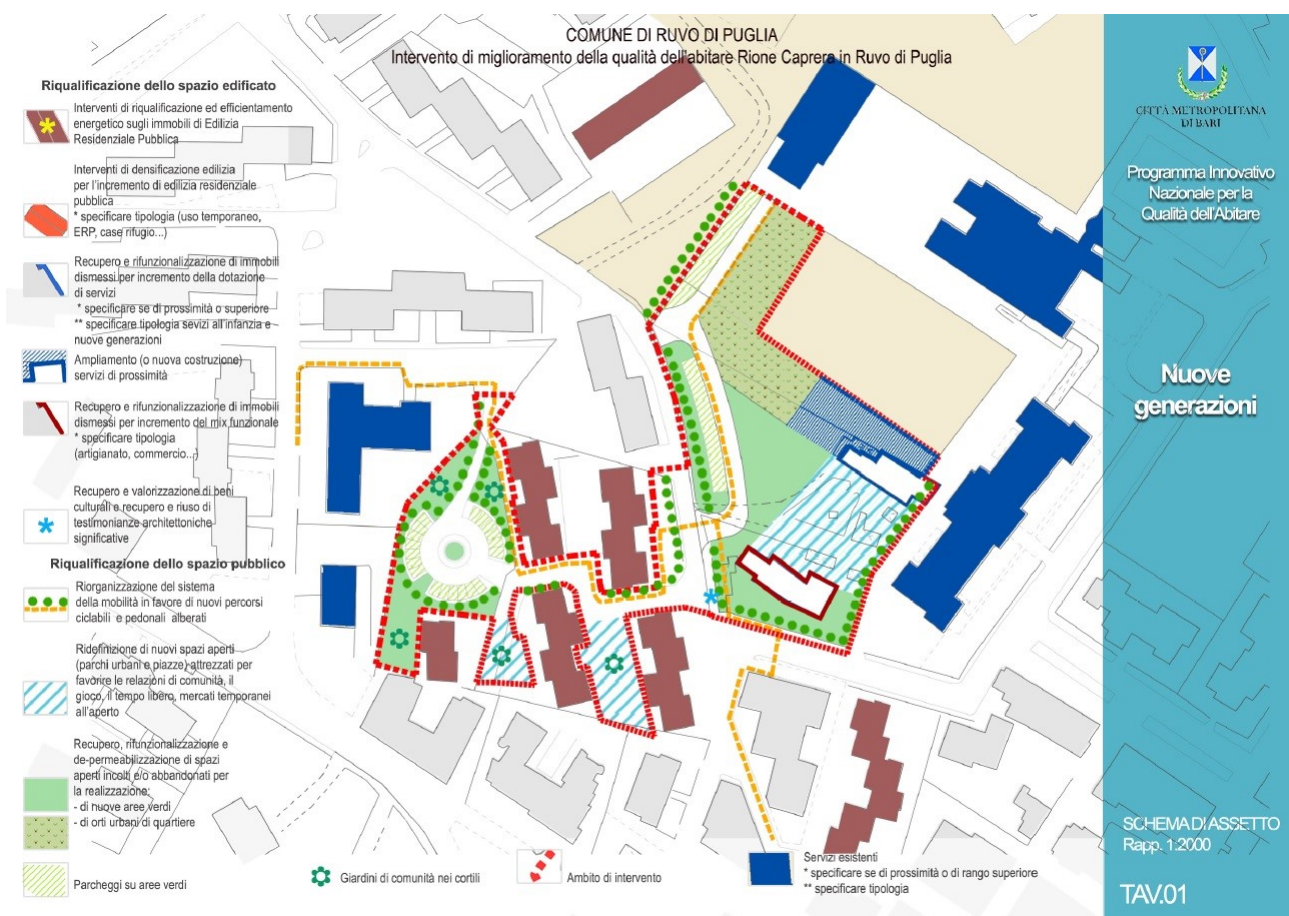 COMUNE DI RUVO DI PUGLIA
Intervento di miglioramento della qualità dell'abitare Rione Caprera in Ruvo di Puglia
Riqualificazione dello spazio edificato
Interventi di riqualificazione ed efficientamento
energetico sugli immobili di Edilizia
Residenziale Pubblica
Interventi di densificazione edilizia
per l'incremento di edilizia residenziale
pubblica
* specificare tipologia (uso temporaneo,
ERP, case rifugio...)
Recupero e rifunzionalizzazione di immobili
dismessi per incremento della dotazione
di servizi
* specificare se di prossimità o superiore
** specificare tipologia sevizi all'infanzia e
nuove generazioni
Ampliamento (o nuova costruzione)
servizi di prossimità
Recupero e rifunzionalizzazione di immobili
dismessi per incremento del mix funzionale
* specificare tipologia
(artigianato, commercio...)
Recupero e valorizzazione di beni
culturali e recupero e riuso di
testimonianze architettoniche
significative
Riqualificazione dello spazio pubblico
Riorganizzazione del sistema
della mobilità in favore di nuovi percorsi
ciclabili e pedonali alberati
Ridefinizione di nuovi spazi aperti
(parchi urbani e piazze) attrezzati per
favorire le relazioni di comunità, il
gioco, il tempo libero, mercati temporanei
all'aperto
Recupero, rifunzionalizzazione e
de-permeabilizzazione di spazi
aperti incolti e/o abbandonati per
la realizzazione:
- di nuove aree verdi
- di orti urbani di quartiere
Parcheggi su aree verdi
Giardini di comunità nei cortili
Ambito di intervento
Servizi esistenti
* specificare se di prossimità o di rango superiore
** specificare tipologia
CITTÀ METROPOLITANA
DI BARI
Programma Innovativo
Nazionale per la
Qualità dell'Abitare
Nuove
generazioni
SCHEMA DI ASSETTO
Rapp. 1:2000
TAV.01